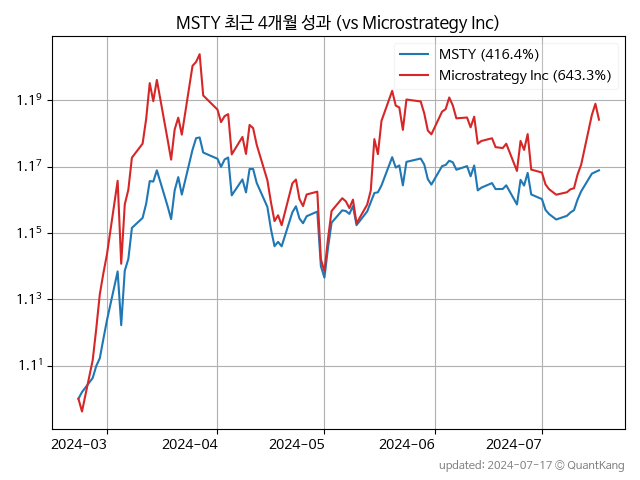 MSTY 최근 4개월 성과 (vs Microstrategy Inc)
MSTY (416.4%)
Microstrategy Inc (643.3%)
1.19
1.17
1.15
1.13
1.11
2024-03
2024-04
2024-05
2024-06
2024-07
updated: 2024-07-17 © QuantKang